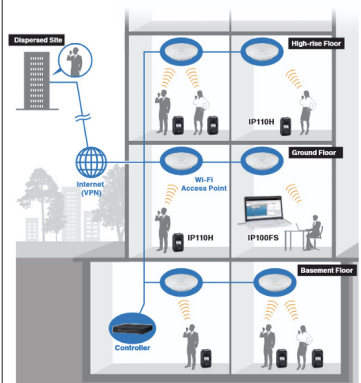 Dispersed Site
High-rise Floor
IP110H
Ground Floor
Internet
(VPN)
Wi-Fi
Access Point
IP110H
IP100FS
Basement Floor
Controller